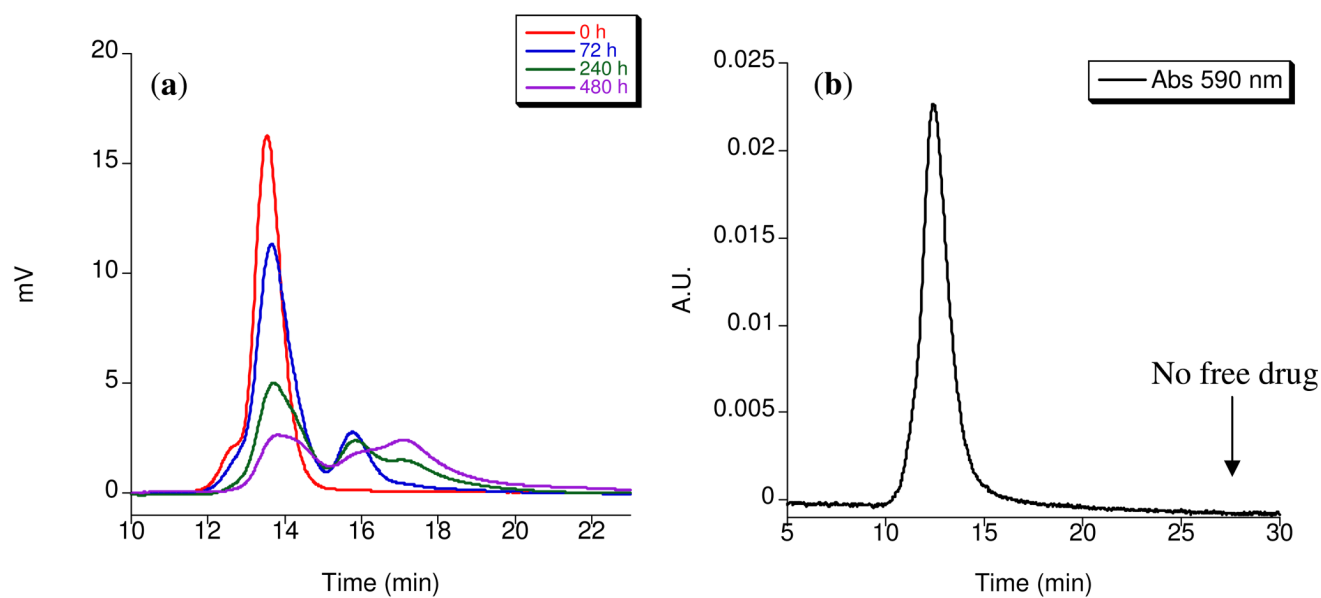 0 h
72 h
240 h
480 h
(a)
20
15
10
5
0
mV
10 12 14 16 18 20 22
Time (min)
Abs 590 nm
(b)
0.025
0.02
0.015
0.01
0.005
0
A.U.
No free drug
5 10 15 20 25 30
Time (min)